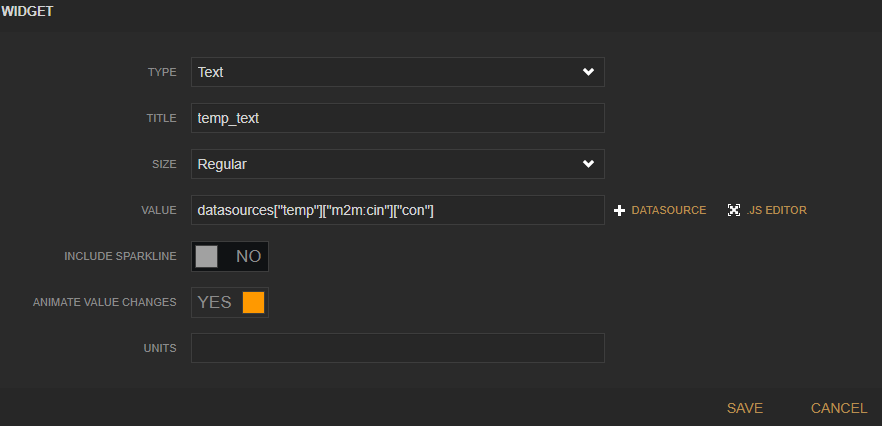 WIDGET
TYPE Text
TITLE temp_text
SIZE Regular
VALUE datasources["temp"]["m2m:cin"]["con"] DATASOURCE .JS EDITOR
INCLUDE SPARKLINE NO
ANIMATE VALUE CHANGES YES
UNITS
SAVE CANCEL